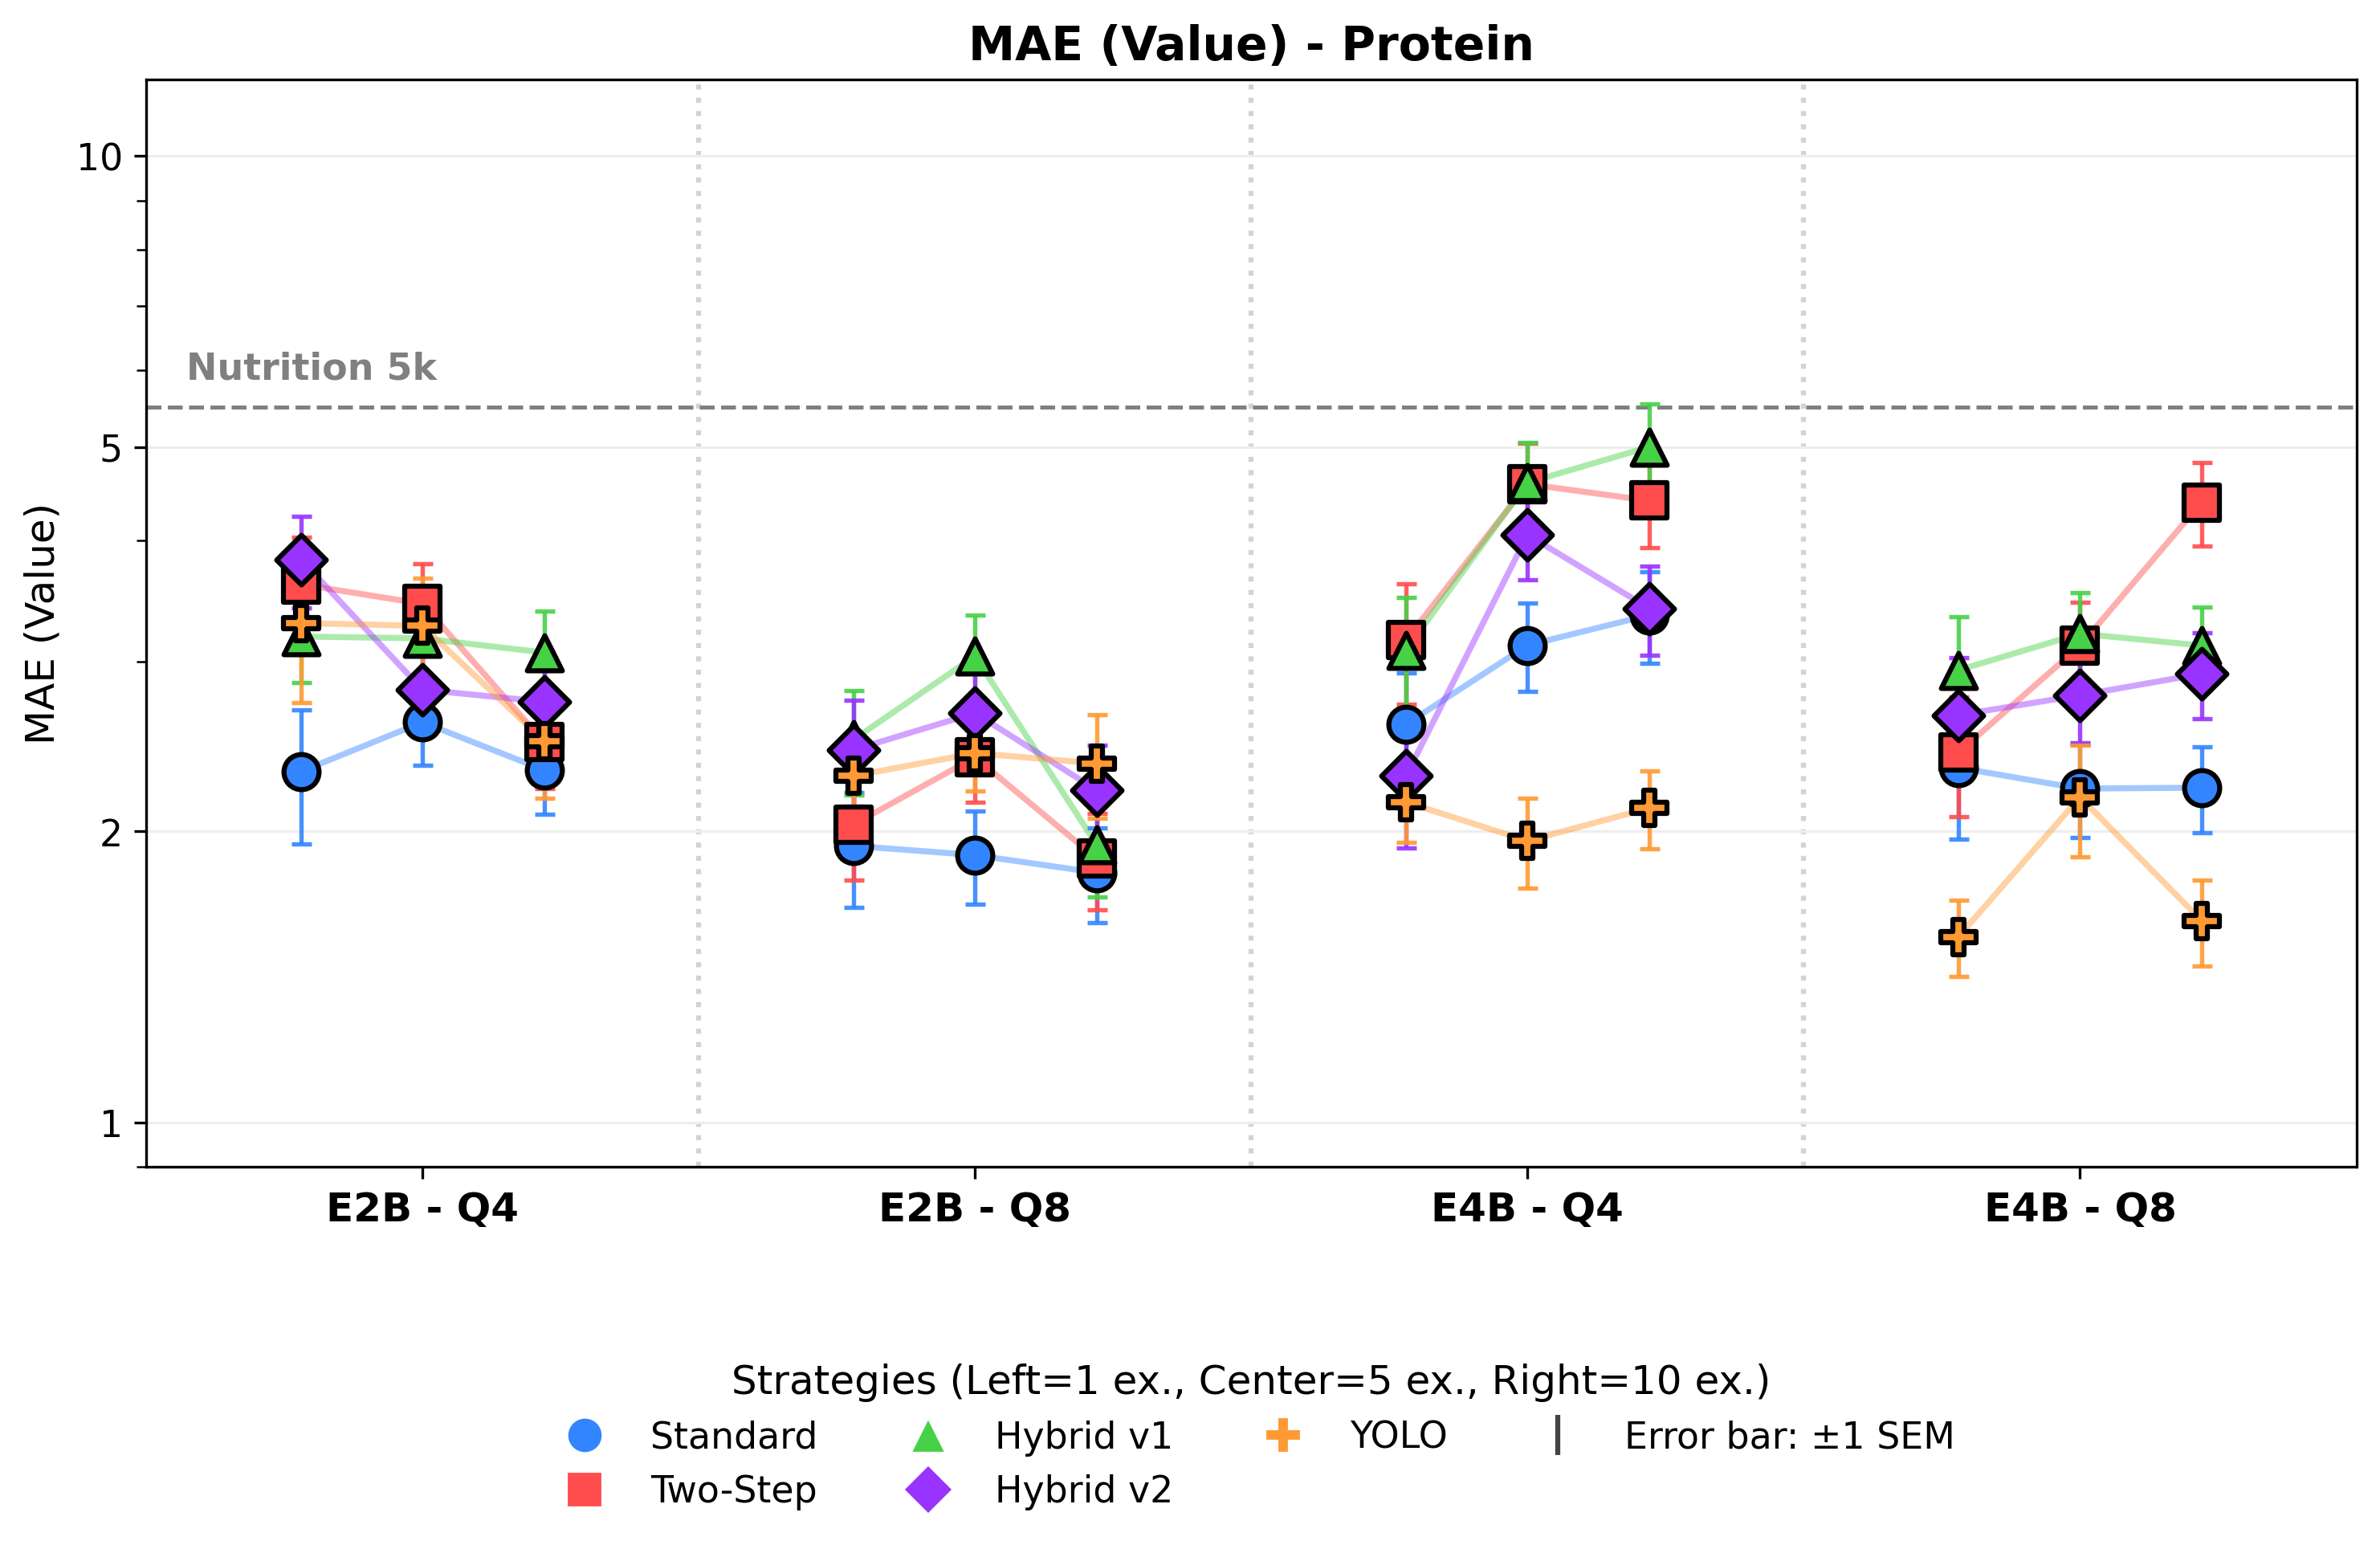 MAE (Value) - Protein
MAE (Value)
10
5
2
1
Nutrition 5k
E2B - Q4
E2B - Q8
E4B - Q4
E4B - Q8
Strategies (Left=1 ex., Center=5 ex., Right=10 ex.)
Standard
Two-Step
Hybrid v1
Hybrid v2
YOLO
Error bar: ±1 SEM